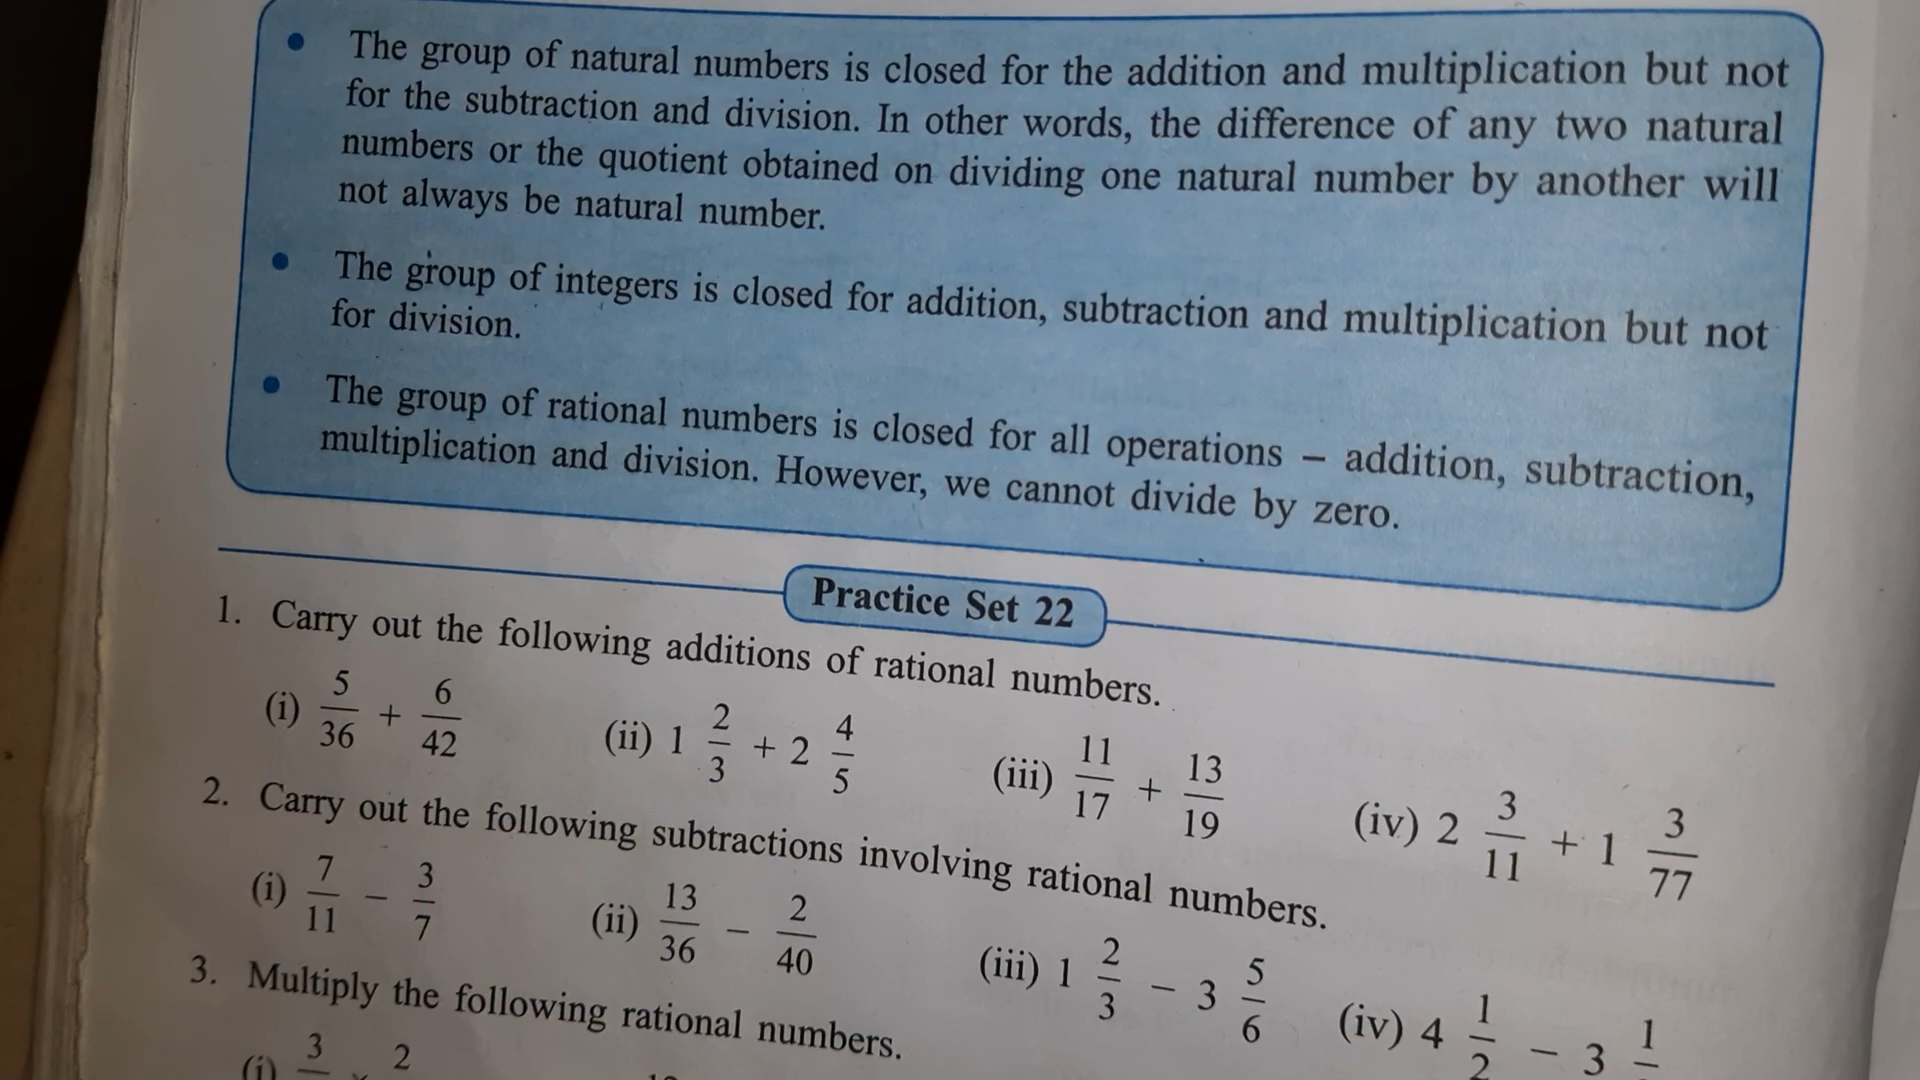 • The group of natural numbers is closed for the addition and multiplication but not
for the subtraction and division. In other words, the difference of any two natural
numbers or the quotient obtained on dividing one natural number by another will
not always be natural number.
• The group of integers is closed for addition, subtraction and multiplication but not
for division.
• The group of rational numbers is closed for all operations – addition, subtraction,
multiplication and division. However, we cannot divide by zero.
Practice Set 22
1. Carry out the following additions of rational numbers.
(i) 5/36 + 6/42 (ii) 1 2/3 + 2 4/5 (iii) 11/17 + 13/19 (iv) 2 3/11 + 1 3/77
2. Carry out the following subtractions involving rational numbers.
(i) 7/11 − 3/7 (ii) 13/36 − 2/40 (iii) 1 2/3 − 3 5/6 (iv) 4 1/2 − 3 1
3. Multiply the following rational numbers.
(i) 3 2